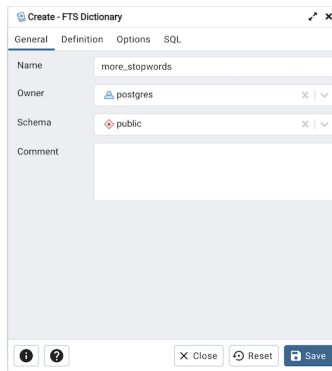 Create - FTS Dictionary
General Definition Options SQL
Name more_stopwords
Owner postgres
Schema public
Comment
Close Reset Save